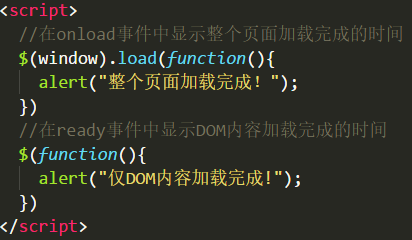 <script>
//在onload事件中显示整个页面加载完成的时间
$(window).load(function(){
alert("整个页面加载完成！");
})
//在ready事件中显示DOM内容加载完成的时间
$(function(){
alert("仅DOM内容加载完成!");
})
</script>